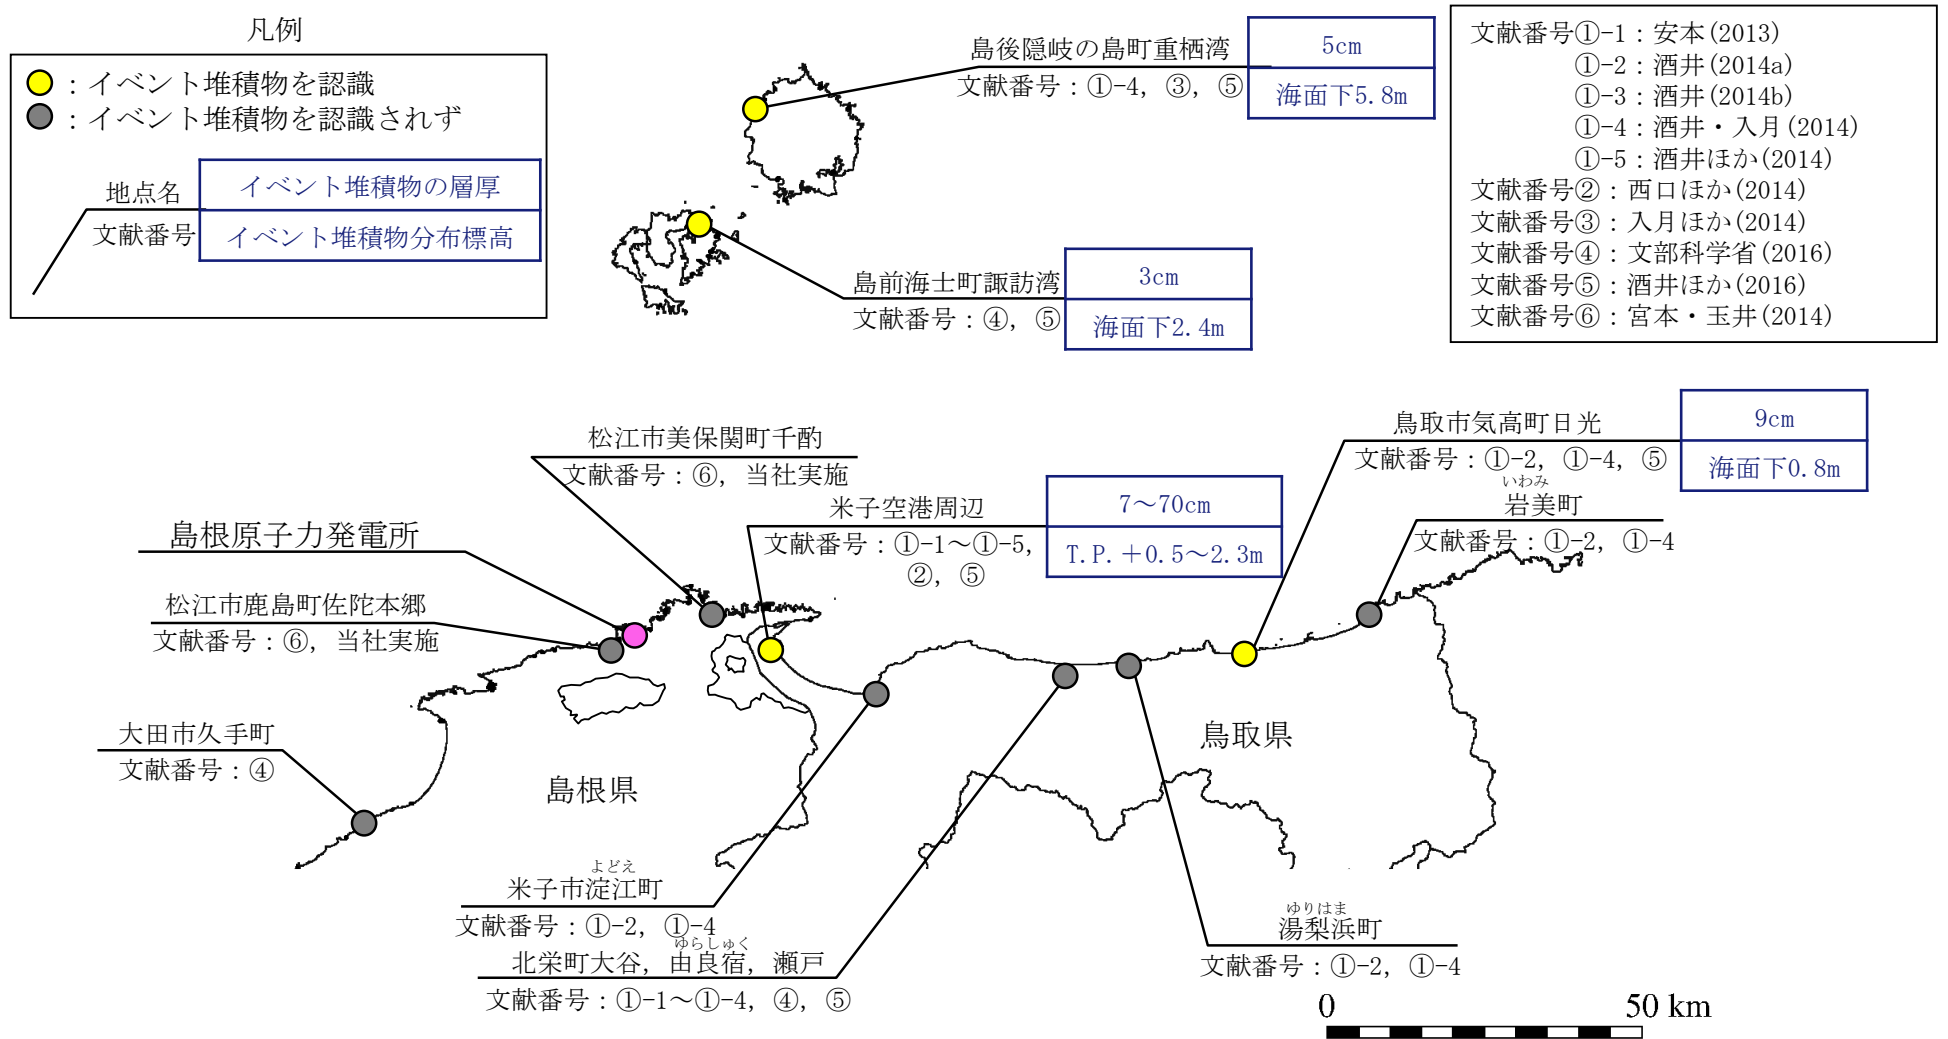 凡例
：イベント堆積物を認識
：イベント堆積物を認識されず
地点名
文献番号
イベント堆積物の層厚
イベント堆積物分布標高
島後隠岐の島町重栖湾
文献番号：①-4，③，⑤
5cm
海面下5.8m
島前海士町諏訪湾
文献番号：④，⑤
3cm
海面下2.4m
文献番号①-1：安本(2013)
①-2：酒井(2014a)
①-3：酒井(2014b)
①-4：酒井・入月(2014)
①-5：酒井ほか(2014)
文献番号②：西口ほか(2014)
文献番号③：入月ほか(2014)
文献番号④：文部科学省(2016)
文献番号⑤：酒井ほか(2016)
文献番号⑥：宮本・玉井(2014)
松江市美保関町千酌
文献番号：⑥，当社実施
米子空港周辺
文献番号：①-1～①-5，
②，⑤
7～70cm
T.P.＋0.5～2.3m
鳥取市気高町日光
文献番号：①-2，①-4，⑤
9cm
海面下0.8m
いわみ
岩美町
文献番号：①-2，①-4
島根原子力発電所
松江市鹿島町佐陀本郷
文献番号：⑥，当社実施
大田市久手町
文献番号：④
島根県
鳥取県
よどえ
米子市淀江町
文献番号：①-2，①-4
ゆらしゅく
北栄町大谷，由良宿，瀬戸
文献番号：①-1～①-4，④，⑤
ゆりはま
湯梨浜町
文献番号：①-2，①-4
0 50 km